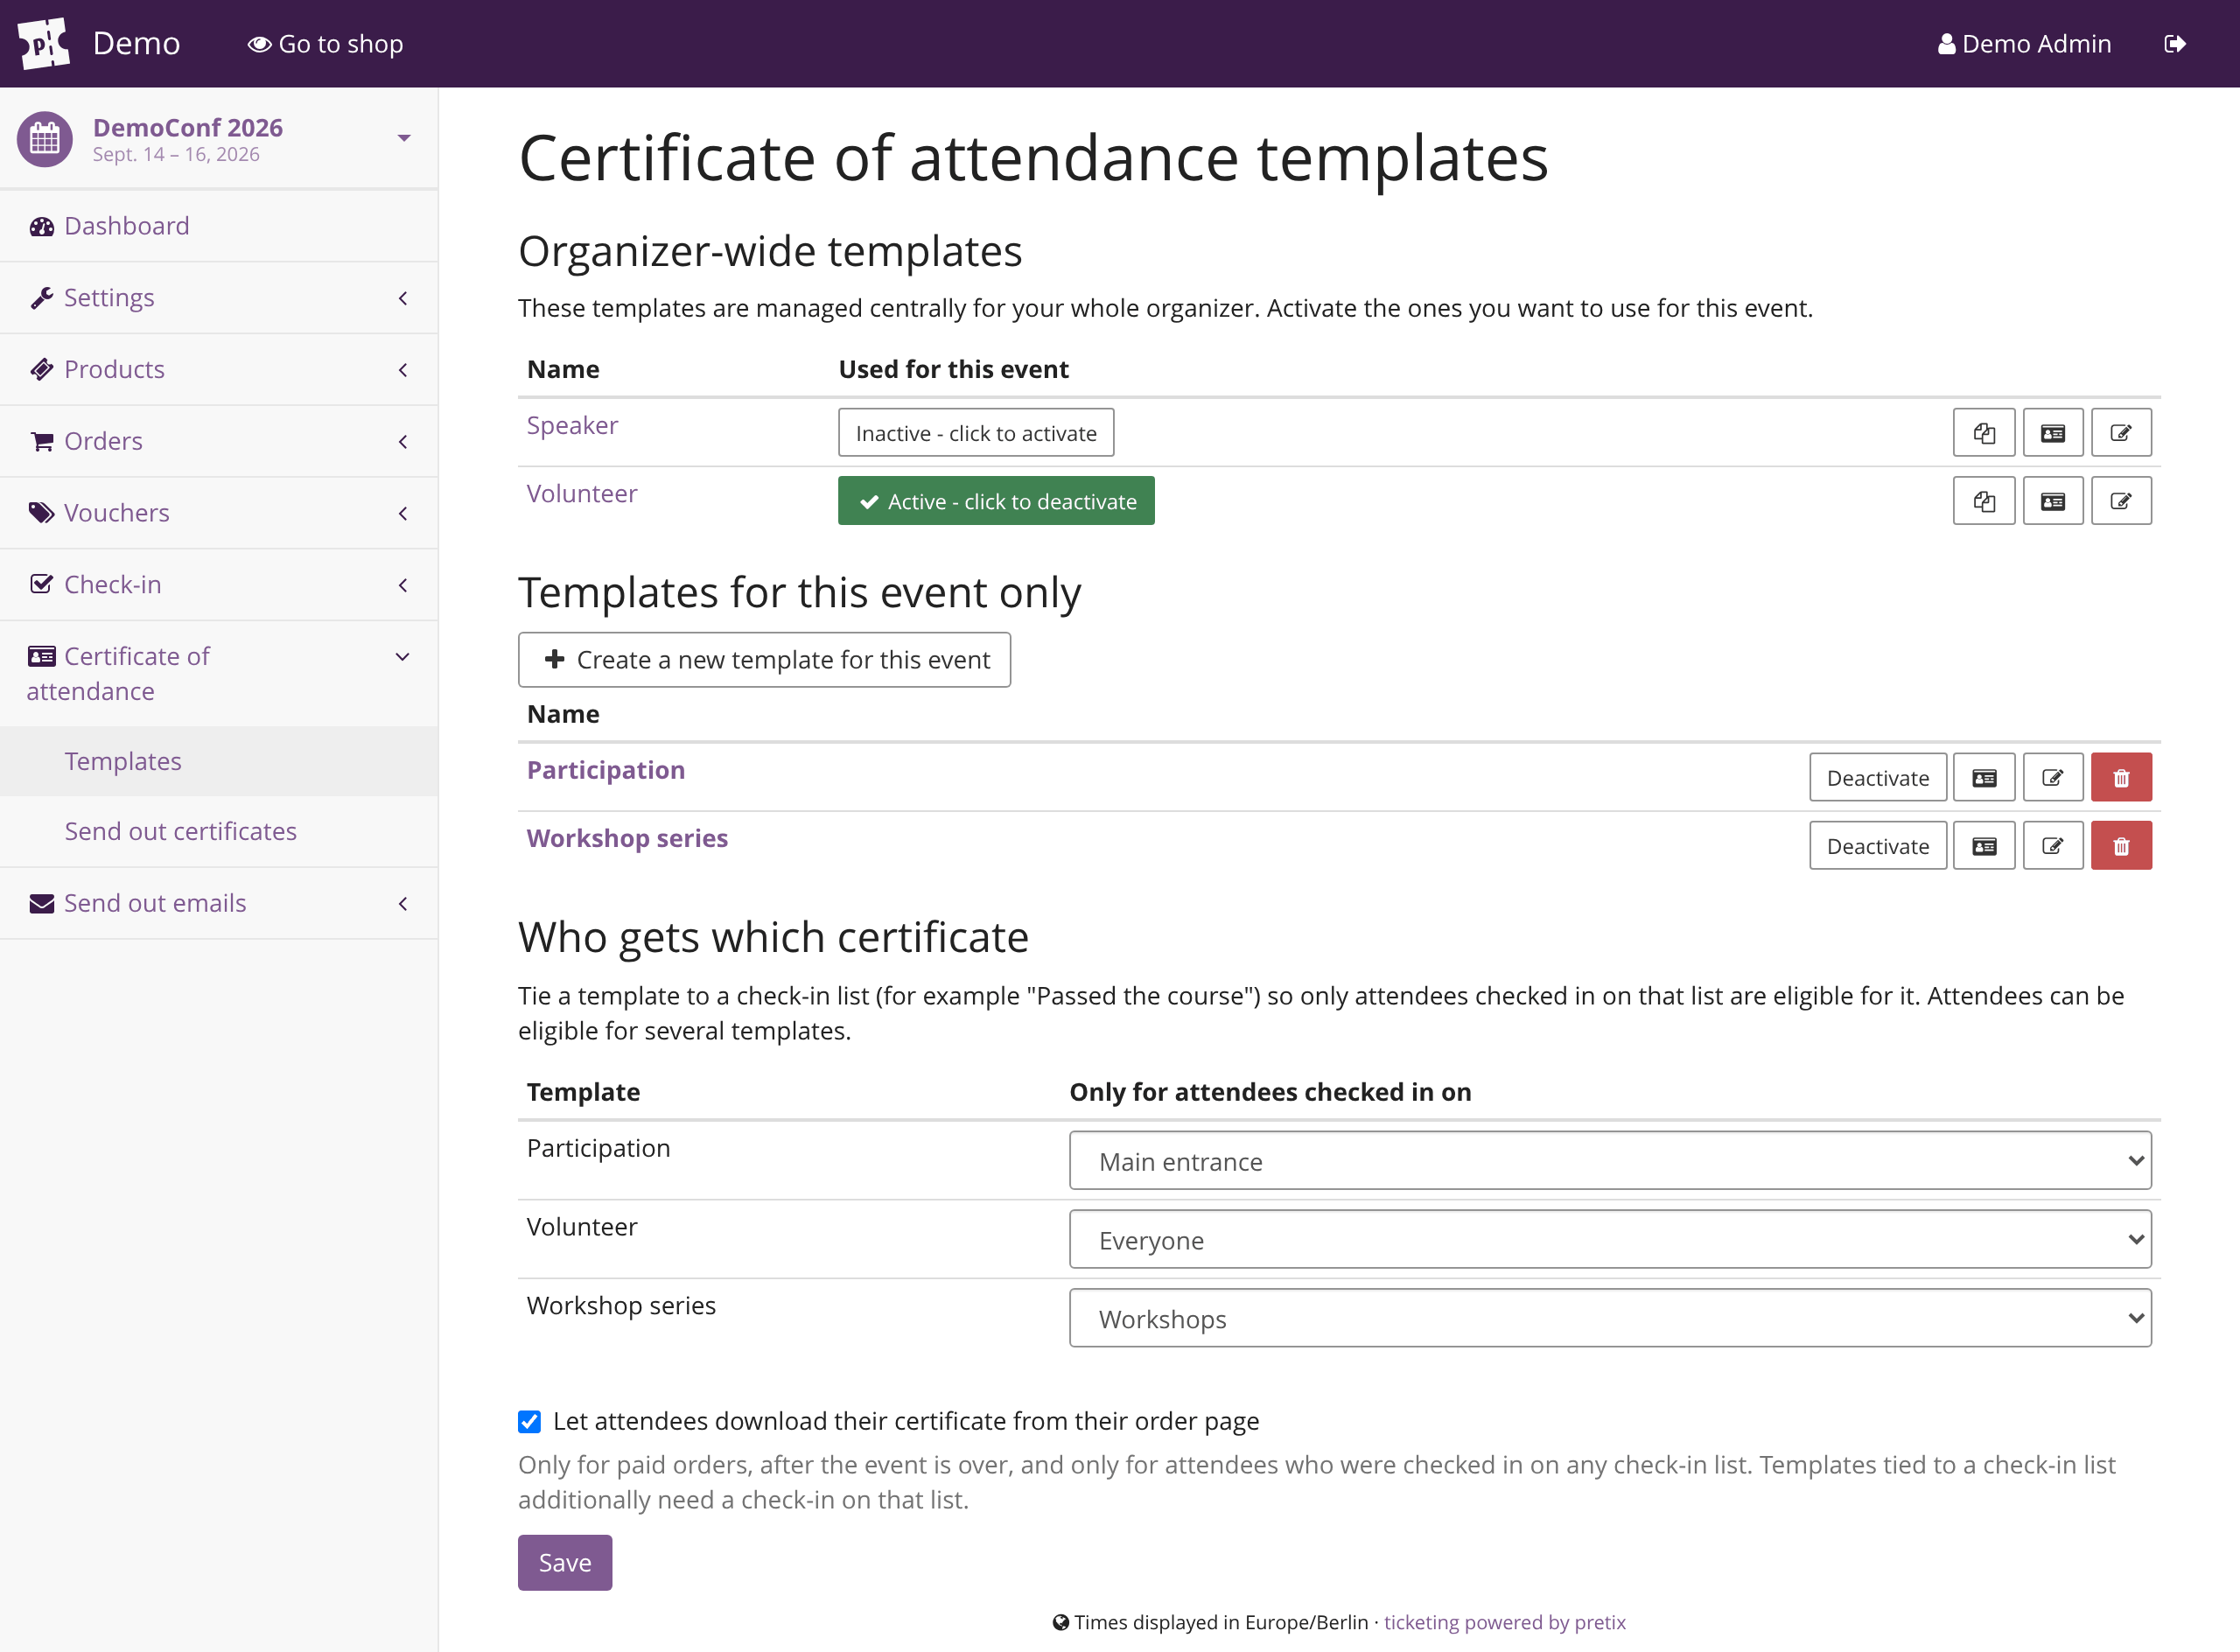 Demo
Go to shop
Demo Admin
DemoConf 2026
Sept. 14 – 16, 2026
Dashboard
Settings
Products
Orders
Vouchers
Check-in
Certificate of
attendance
Templates
Send out certificates
Send out emails
Certificate of attendance templates
Organizer-wide templates
These templates are managed centrally for your whole organizer. Activate the ones you want to use for this event.
Name Used for this event
Speaker Inactive - click to activate
Volunteer Active - click to deactivate
Templates for this event only
Create a new template for this event
Name
Participation Deactivate
Workshop series Deactivate
Who gets which certificate
Tie a template to a check-in list (for example "Passed the course") so only attendees checked in on that list are eligible for it. Attendees can be
eligible for several templates.
Template Only for attendees checked in on
Participation Main entrance
Volunteer Everyone
Workshop series Workshops
Let attendees download their certificate from their order page
Only for paid orders, after the event is over, and only for attendees who were checked in on any check-in list. Templates tied to a check-in list
additionally need a check-in on that list.
Save
Times displayed in Europe/Berlin · ticketing powered by pretix